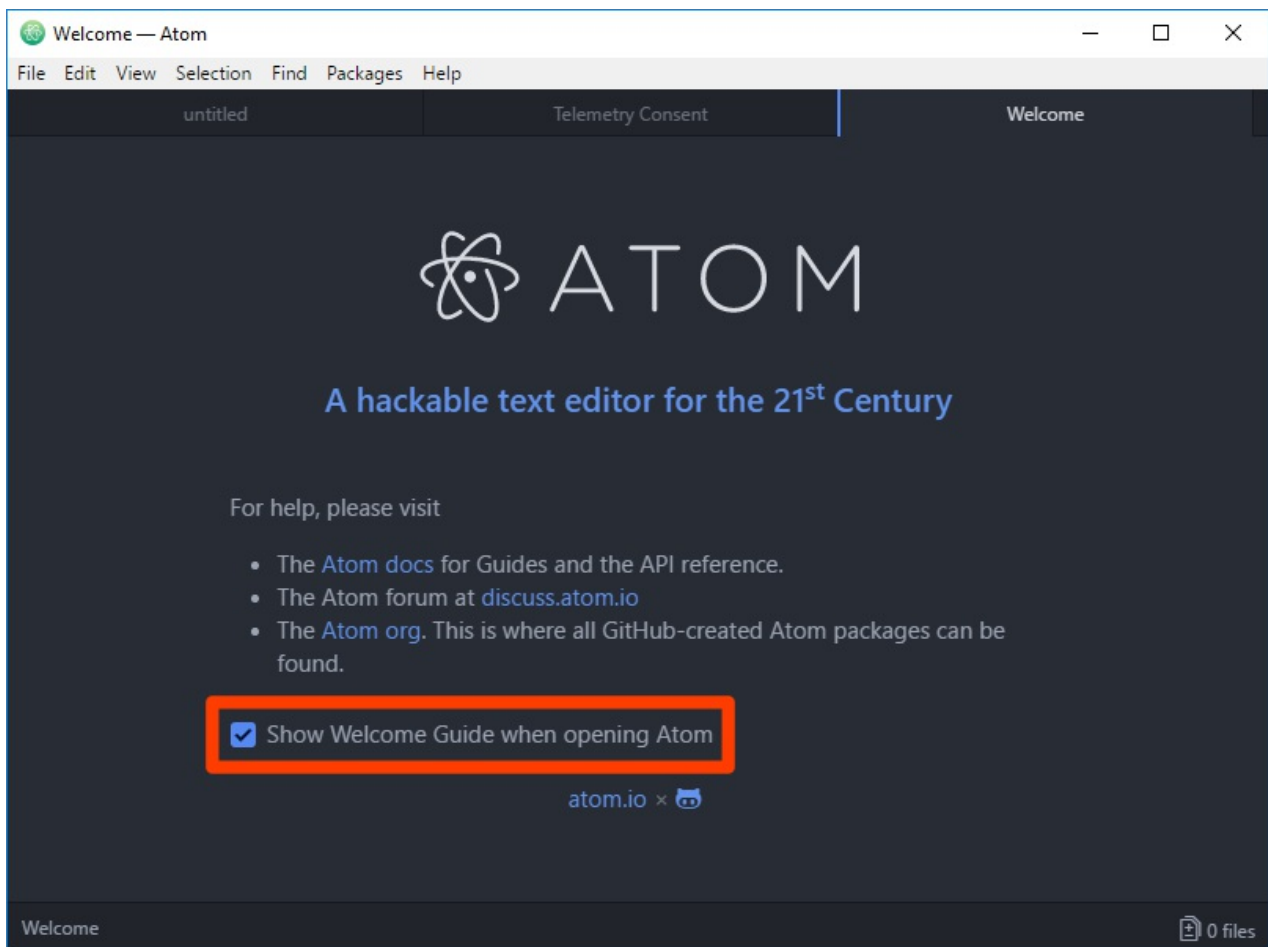 Welcome — Atom
File Edit View Selection Find Packages Help
untitled Telemetry Consent Welcome
ATOM
A hackable text editor for the 21st Century
For help, please visit
• The Atom docs for Guides and the API reference.
• The Atom forum at discuss.atom.io
• The Atom org. This is where all GitHub-created Atom packages can be
found.
Show Welcome Guide when opening Atom
atom.io ×
Welcome 0 files